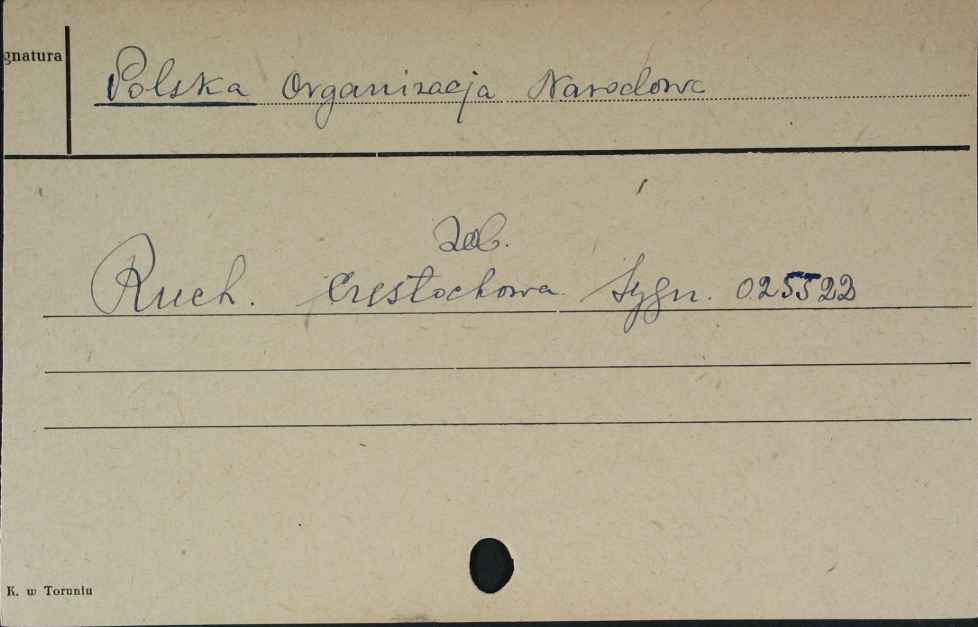 gnatura
Polska Organizacja Narodowa
zob.
Ruch. Częstochowa Sygn. 025522
K. w Toruniu